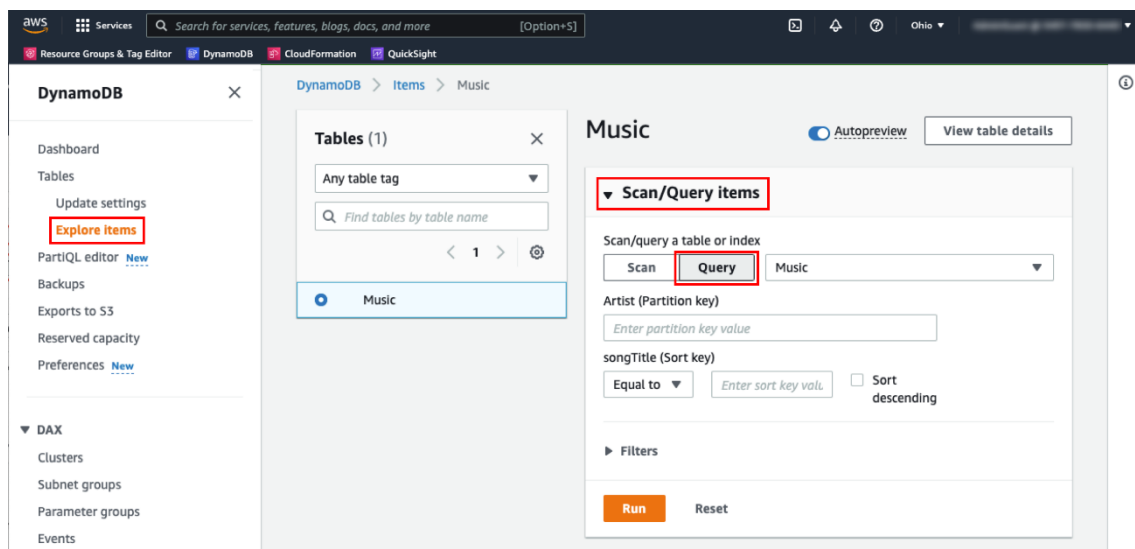 aws
Services
Search for services, features, blogs, docs, and more
[Option+S]
Ohio
Resource Groups & Tag Editor
DynamoDB
CloudFormation
QuickSight
DynamoDB
Dashboard
Tables
Update settings
Explore items
PartiQL editor New
Backups
Exports to S3
Reserved capacity
Preferences New
DAX
Clusters
Subnet groups
Parameter groups
Events
DynamoDB > Items > Music
Tables (1)
Any table tag
Find tables by table name
1
Music
Music
Autopreview
View table details
Scan/Query items
Scan/query a table or index
Scan
Query
Music
Artist (Partition key)
Enter partition key value
songTitle (Sort key)
Equal to
Enter sort key valu
Sort
descending
Filters
Run
Reset